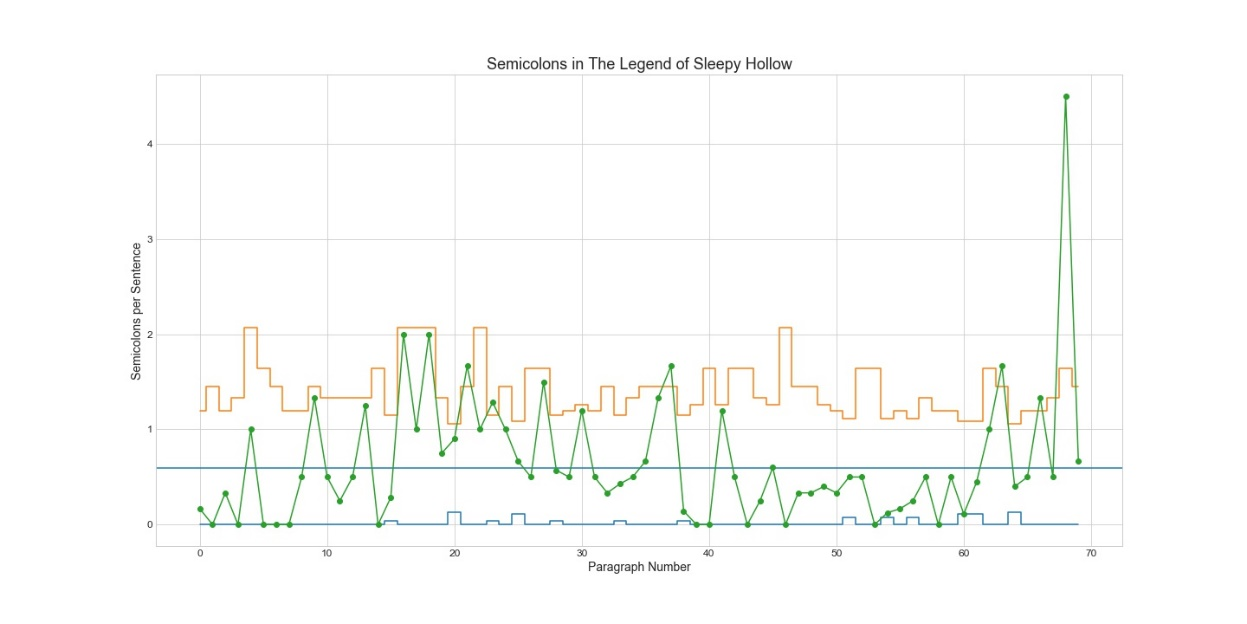 Semicolons in The Legend of Sleepy Hollow
Semicolons per Sentence
4
3
2
1
0
0 10 20 30 40 50 60 70
Paragraph Number